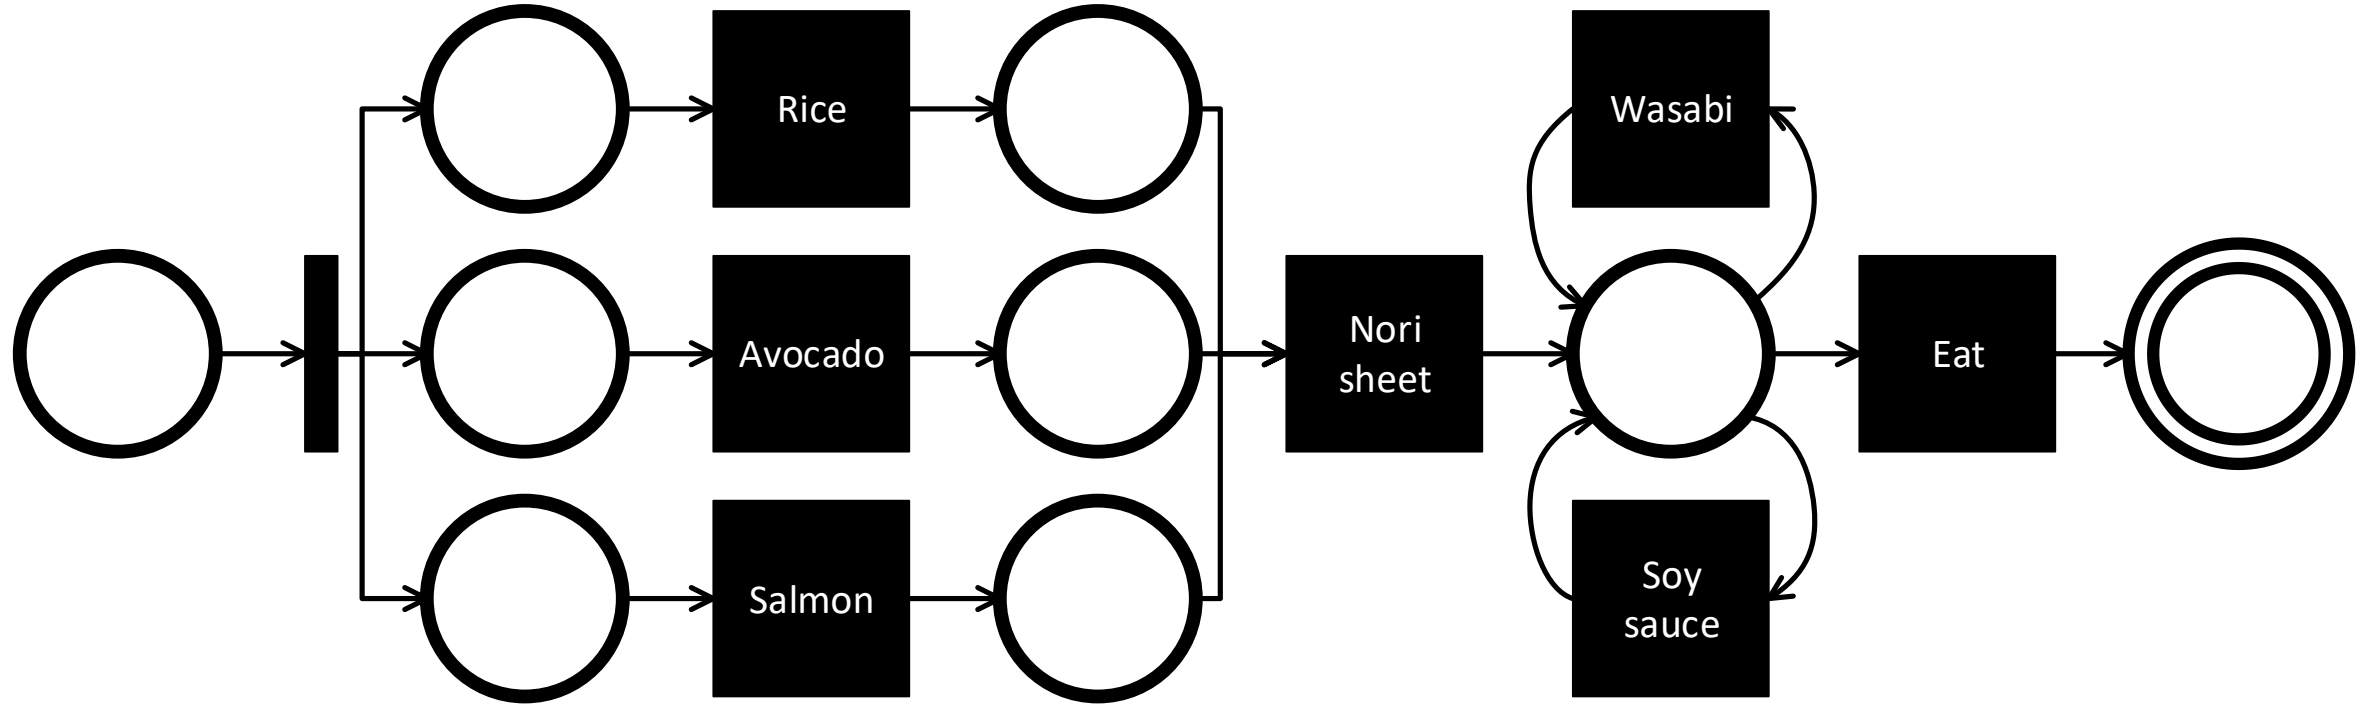 Rice
Avocado
Salmon
Nori
sheet
Wasabi
Soy
sauce
Eat